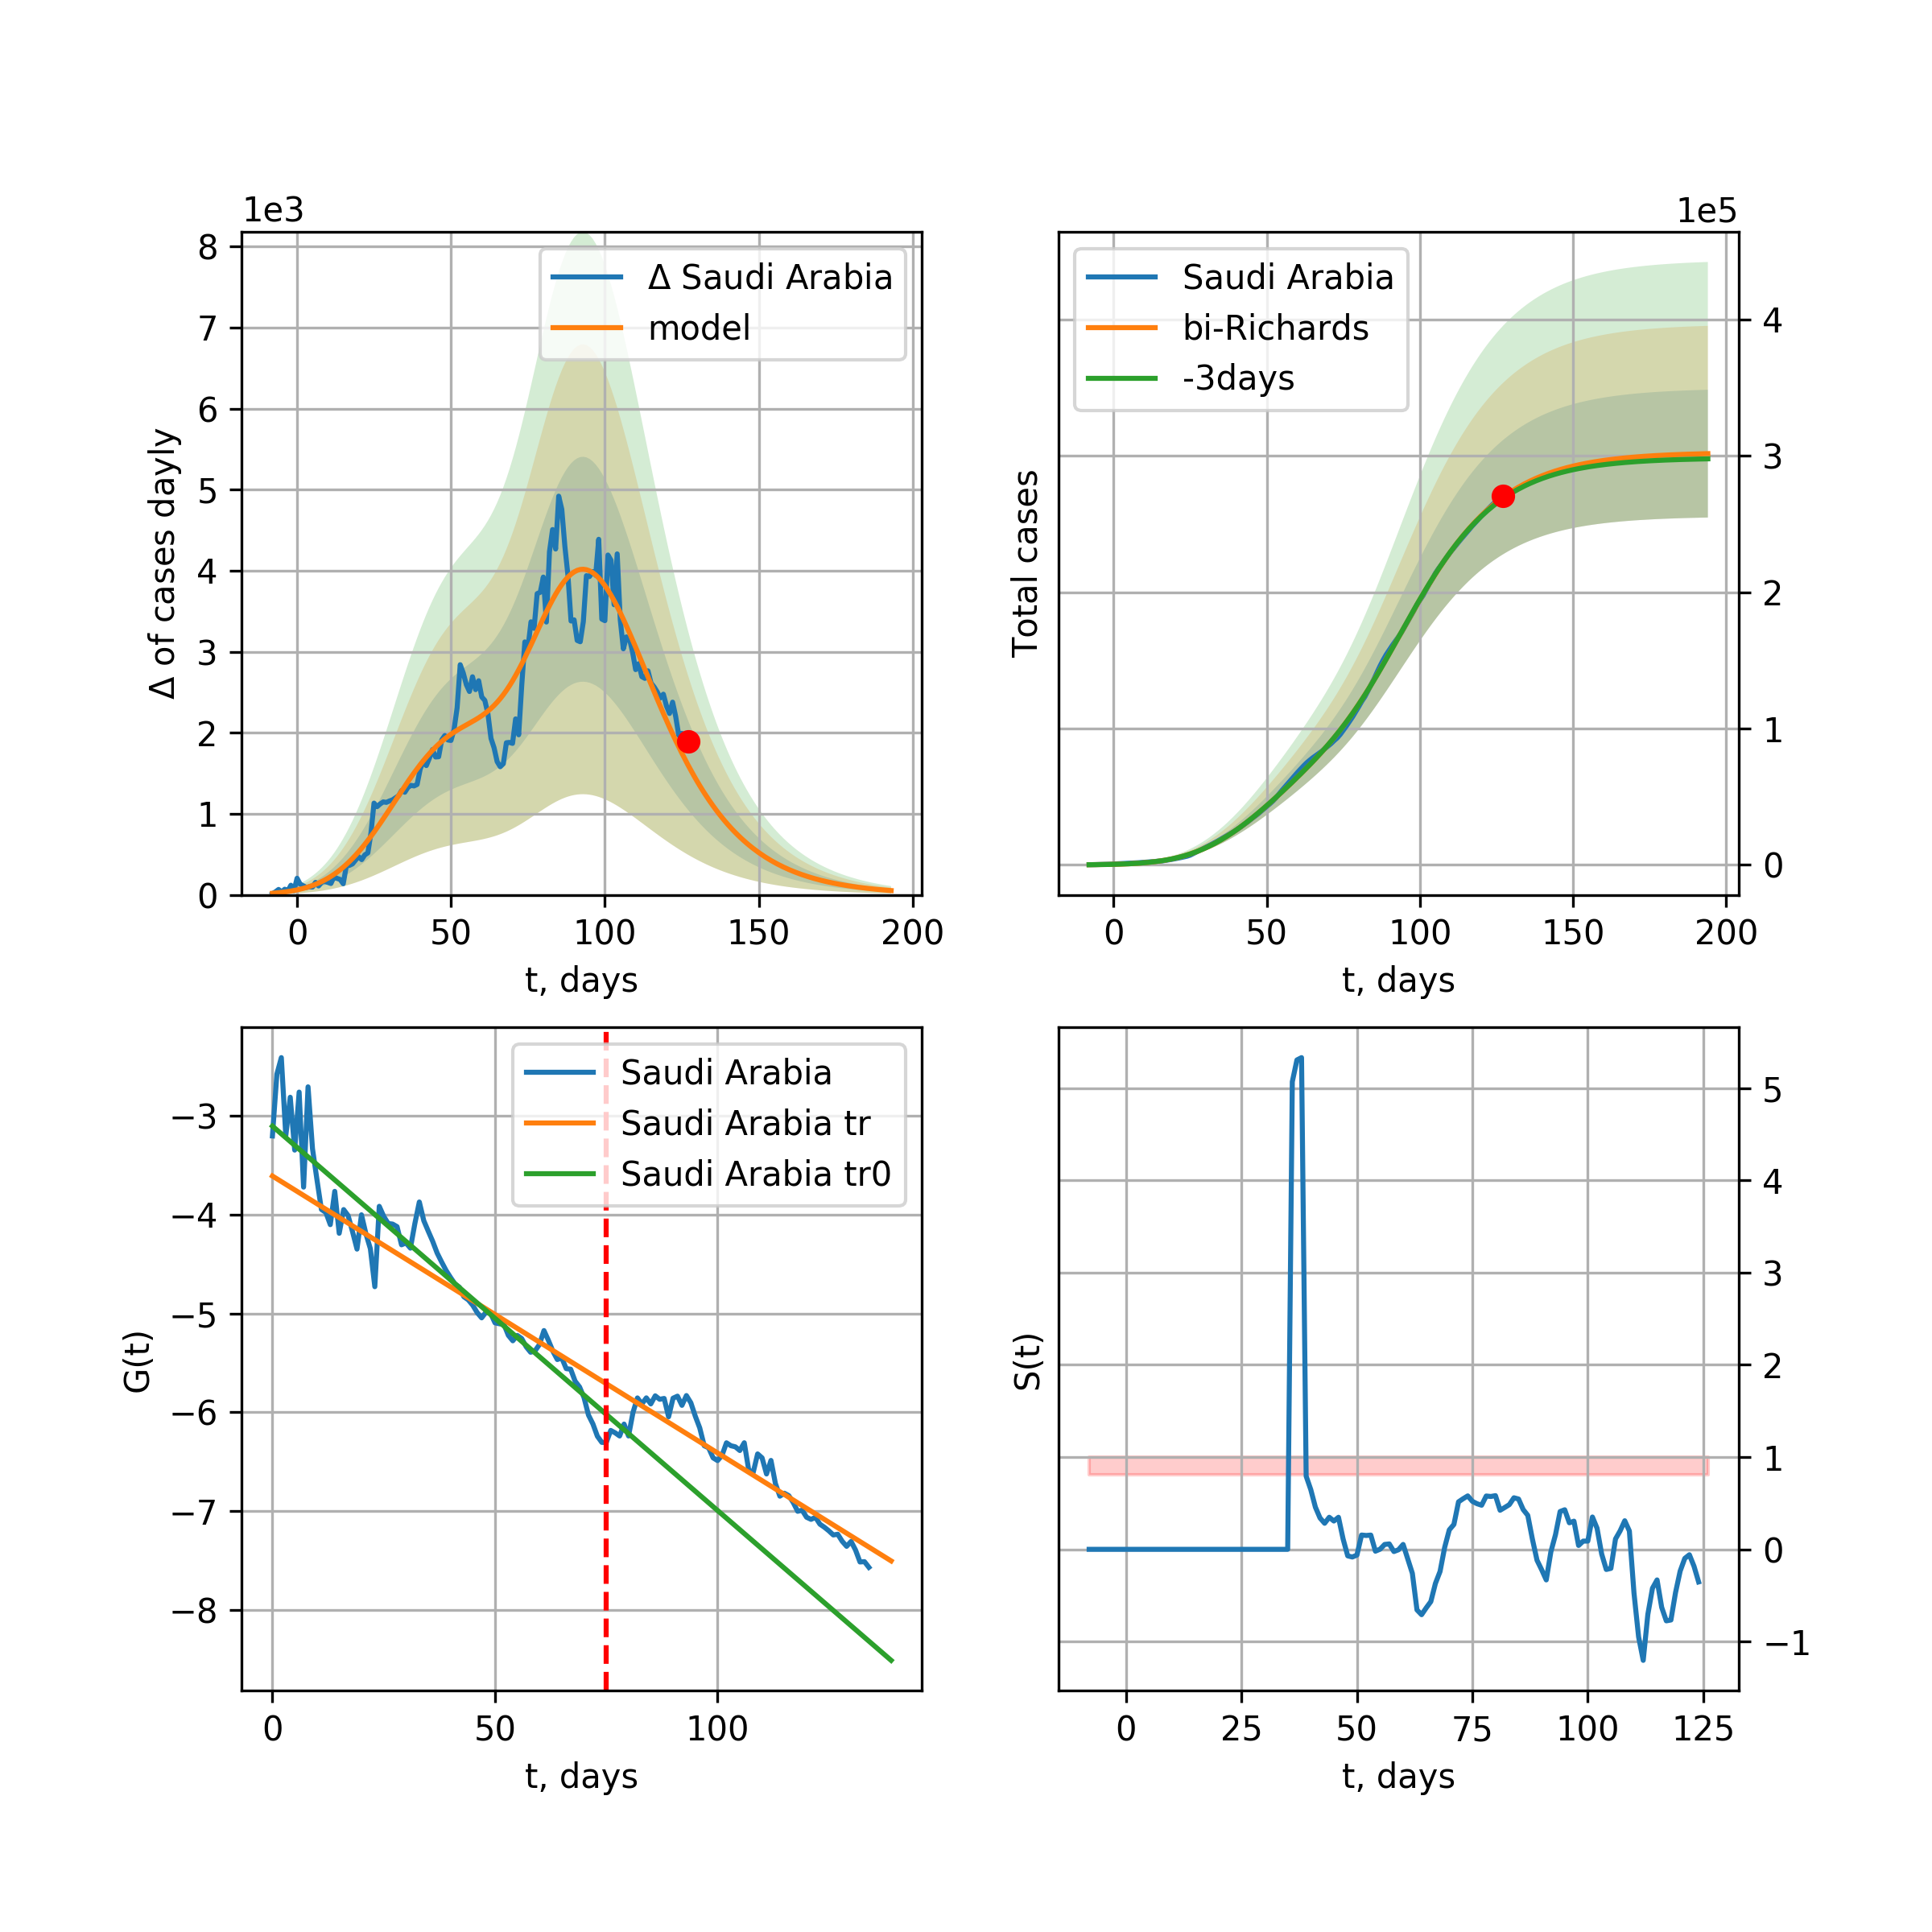 1e3
8
7
6
5
4
3
2
1
0
Δ of cases dayly
0 50 100 150 200
t, days
Δ Saudi Arabia
model
1e5
Total cases
4
3
2
1
0
0 50 100 150 200
t, days
Saudi Arabia
bi-Richards
-3days
G(t)
−3
−4
−5
−6
−7
−8
0 50 100
t, days
Saudi Arabia
Saudi Arabia tr
Saudi Arabia tr0
S(t)
5
4
3
2
1
0
−1
0 25 50 75 100 125
t, days